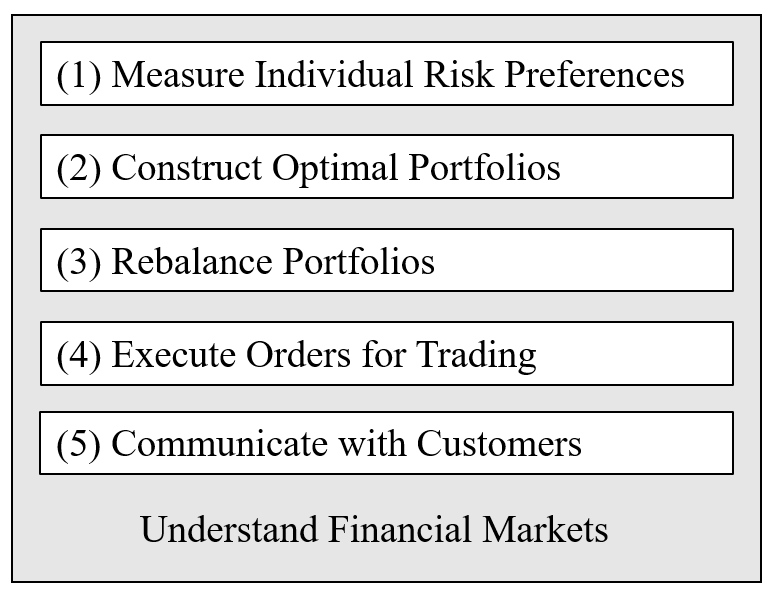 (1) Measure Individual Risk Preferences
(2) Construct Optimal Portfolios
(3) Rebalance Portfolios
(4) Execute Orders for Trading
(5) Communicate with Customers
Understand Financial Markets